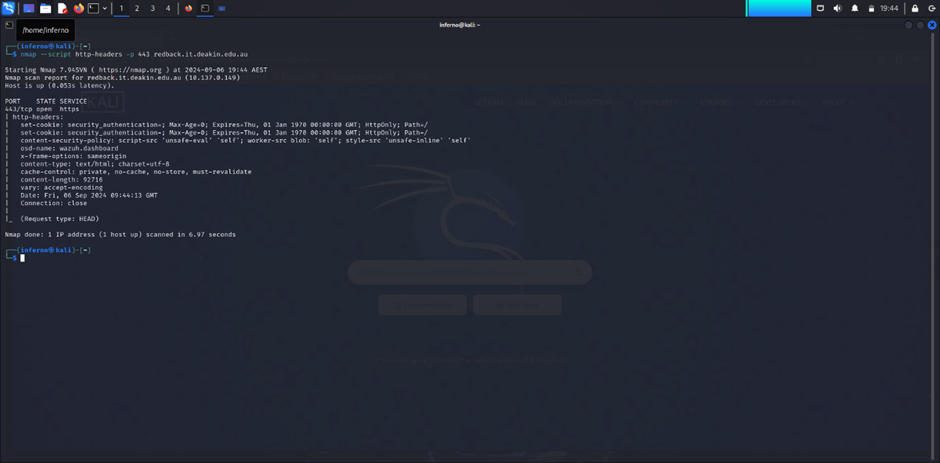 19:44
inferno@kali: ~
/home/inferno
┌──(inferno㉿kali)-[~]
└─$ nmap --script http-headers -p 443 redback.it.deakin.edu.au
Starting Nmap 7.94SVN ( https://nmap.org ) at 2024-09-06 19:44 AEST
Nmap scan report for redback.it.deakin.edu.au (10.137.0.149)
Host is up (0.053s latency).
PORT    STATE SERVICE
443/tcp open  https
| http-headers:
|   set-cookie: security_authentication=; Max-Age=0; Expires=Thu, 01 Jan 1970 00:00:00 GMT; HttpOnly; Path=/
|   set-cookie: security_authentication=; Max-Age=0; Expires=Thu, 01 Jan 1970 00:00:00 GMT; HttpOnly; Path=/
|   content-security-policy: script-src 'unsafe-eval' 'self'; worker-src blob: 'self'; style-src 'unsafe-inline' 'self'
|   osd-name: wazuh.dashboard
|   x-frame-options: sameorigin
|   content-type: text/html; charset=utf-8
|   cache-control: private, no-cache, no-store, must-revalidate
|   content-length: 92716
|   vary: accept-encoding
|   Date: Fri, 06 Sep 2024 09:44:13 GMT
|   Connection: close
|
|_  (Request type: HEAD)
Nmap done: 1 IP address (1 host up) scanned in 6.97 seconds
┌──(inferno㉿kali)-[~]
└─$
1 2 3 4
KALI